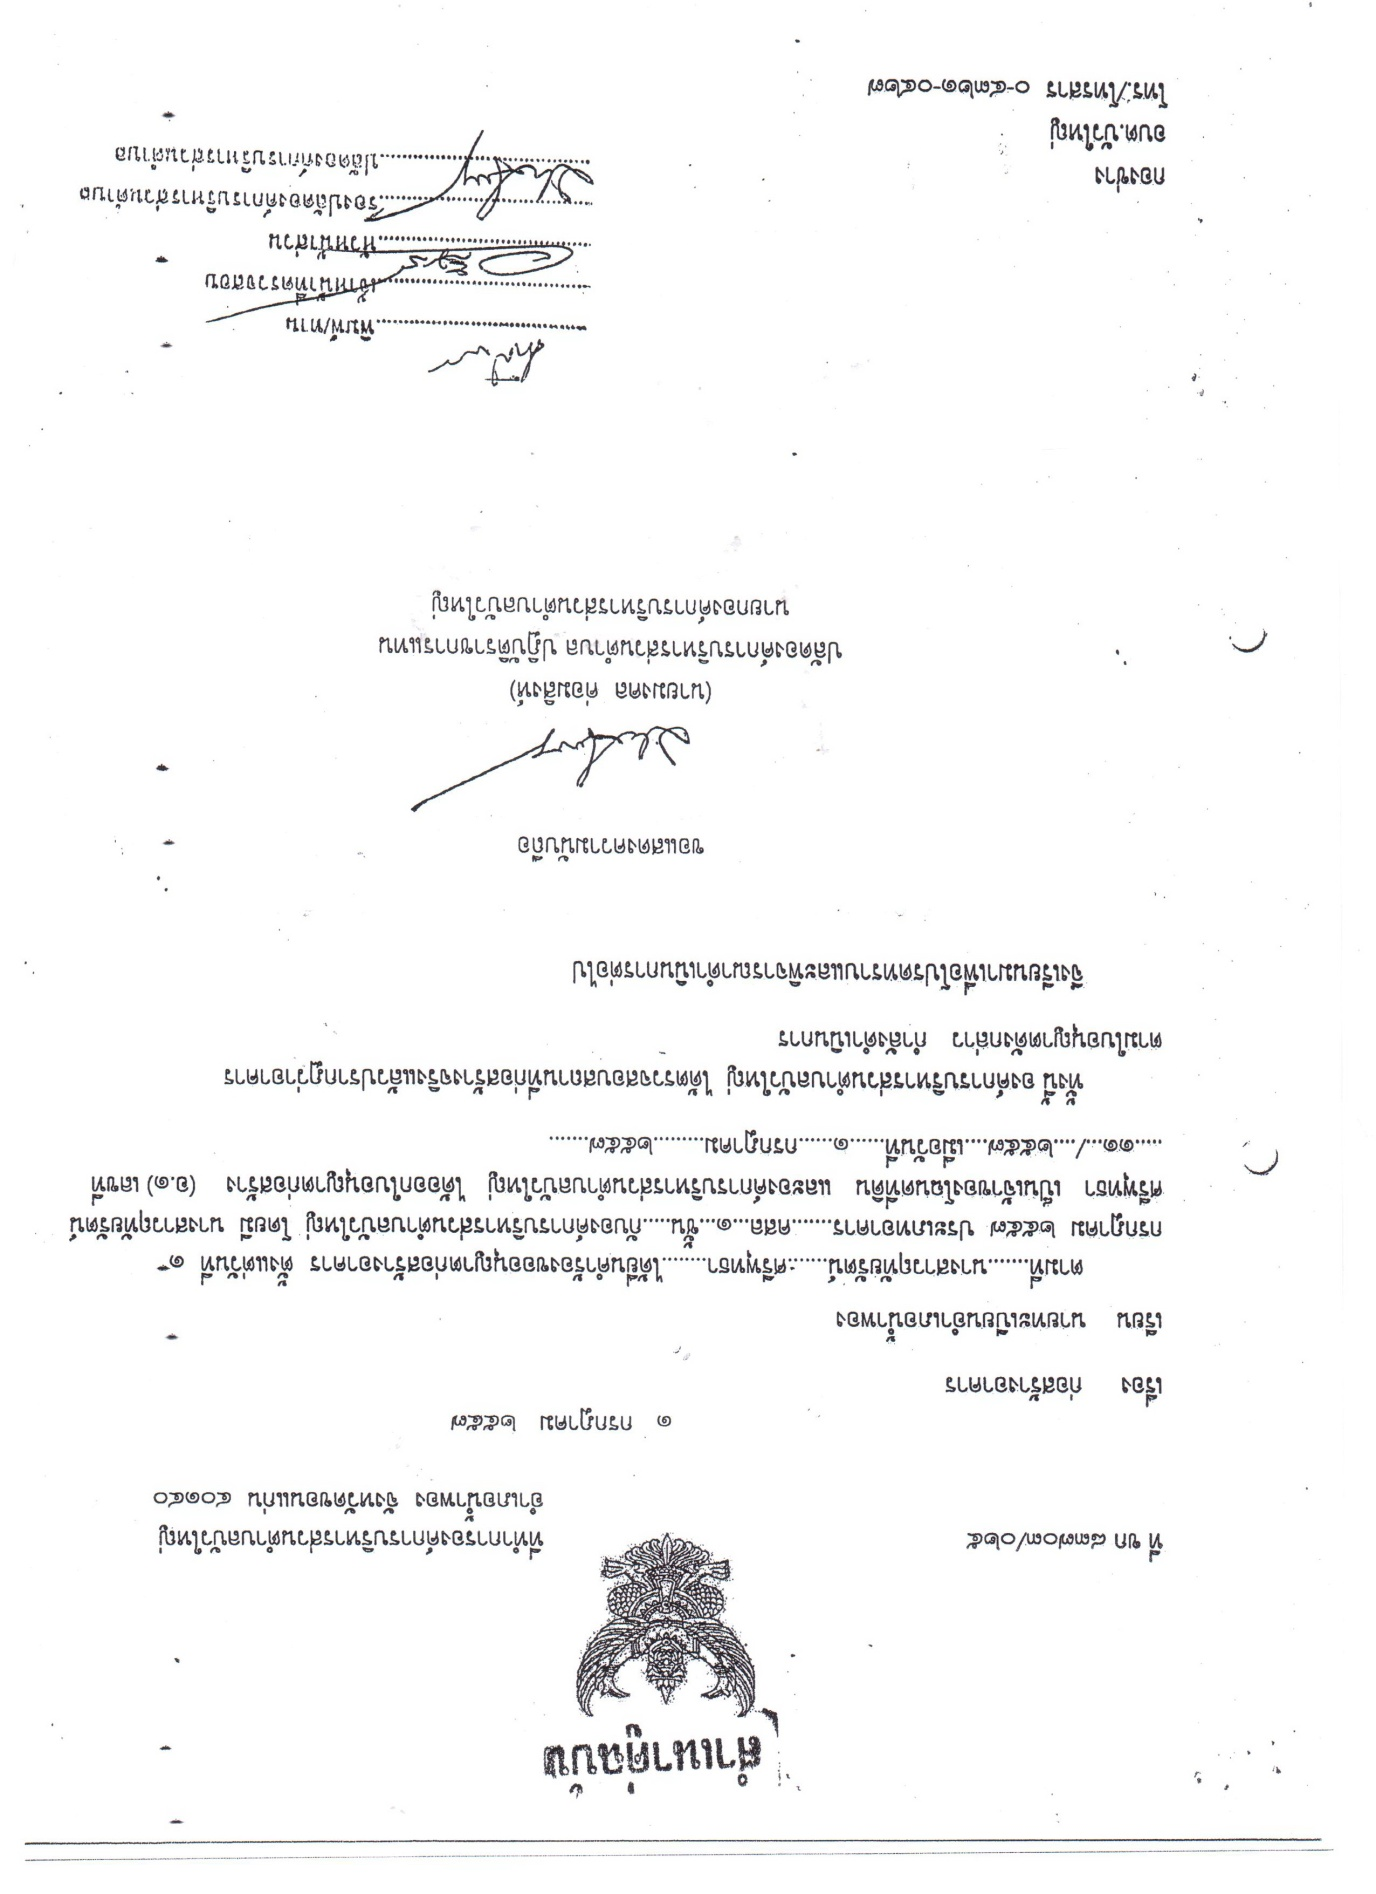 สำเนาคู่ฉบับ
ที่ ขก ๘๓๗๐๓/๐๒๕
ที่ทำการองค์การบริหารส่วนตำบลบัวใหญ่
อำเภอน้ำพอง จังหวัดขอนแก่น ๔๐๑๔๐
๑ กรกฎาคม ๒๕๕๗
เรื่อง ก่อสร้างอาคาร
เรียน นายทะเบียนอำเภอน้ำพอง
ตามที่.......นางสาวฤทัยรัตน์.......ศรีพุทธา.........ได้ยื่นคำร้องขออนุญาตก่อสร้างอาคาร ตั้งแต่วันที่ ๑
กรกฎาคม ๒๕๕๗ ประเภทอาคาร.........คสล...๑...ชั้น......กับองค์การบริหารส่วนตำบลบัวใหญ่ โดยมี นางสาวฤทัยรัตน์
ศรีพุทธา เป็นเจ้าของโฉนดที่ดิน และองค์การบริหารส่วนตำบลบัวใหญ่ ได้ออกใบอนุญาตก่อสร้าง (อ.๑) เลขที่
......๑๑.../.....๒๕๕๗.....เมื่อวันที่.......๑.......กรกฎาคม...........๒๕๕๗........
ทั้งนี้ องค์การบริหารส่วนตำบลบัวใหญ่ ได้ตรวจสอบสถานที่ก่อสร้างจริงแล้วปรากฏว่าอาคาร
ตามใบอนุญาตดังกล่าว กำลังดำเนินการ
จึงเรียนมาเพื่อโปรดทราบและพิจารณาดำเนินการต่อไป
ขอแสดงความนับถือ
(นายมงคล ค่อมสิงห์)
ปลัดองค์การบริหารส่วนตำบล ปฏิบัติราชการแทน
นายกองค์การบริหารส่วนตำบลบัวใหญ่
.................................พิมพ์/ทาน
.................................เจ้าหน้าที่ตรวจสอบ
.................................หัวหน้าส่วน
.................................รองปลัดองค์การบริหารส่วนตำบล
.................................ปลัดองค์การบริหารส่วนตำบล
กองช่าง
อบต.บัวใหญ่
โทร./โทรสาร ๐-๔๓๒๑-๐๔๒๗